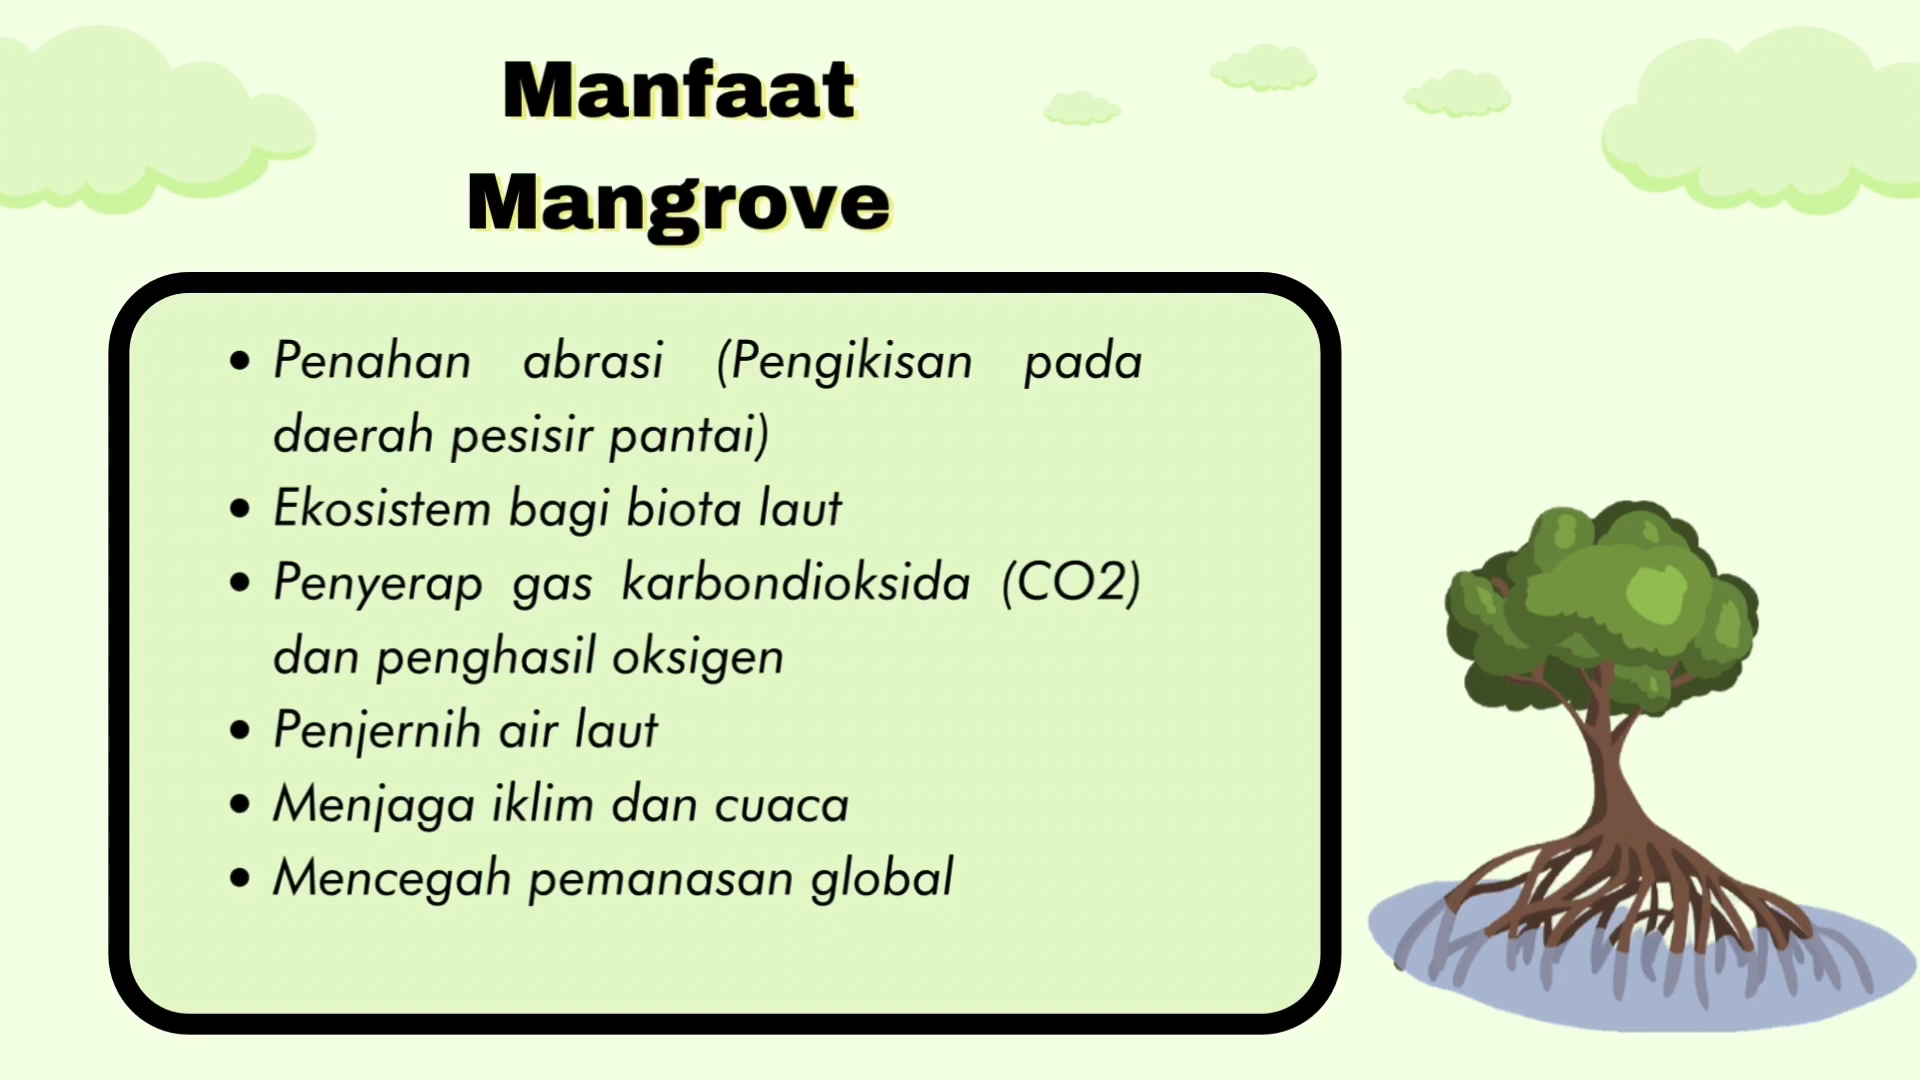 Manfaat
Mangrove
• Penahan abrasi (Pengikisan pada
daerah pesisir pantai)
• Ekosistem bagi biota laut
• Penyerap gas karbondioksida (CO2)
dan penghasil oksigen
• Penjernih air laut
• Menjaga iklim dan cuaca
• Mencegah pemanasan global